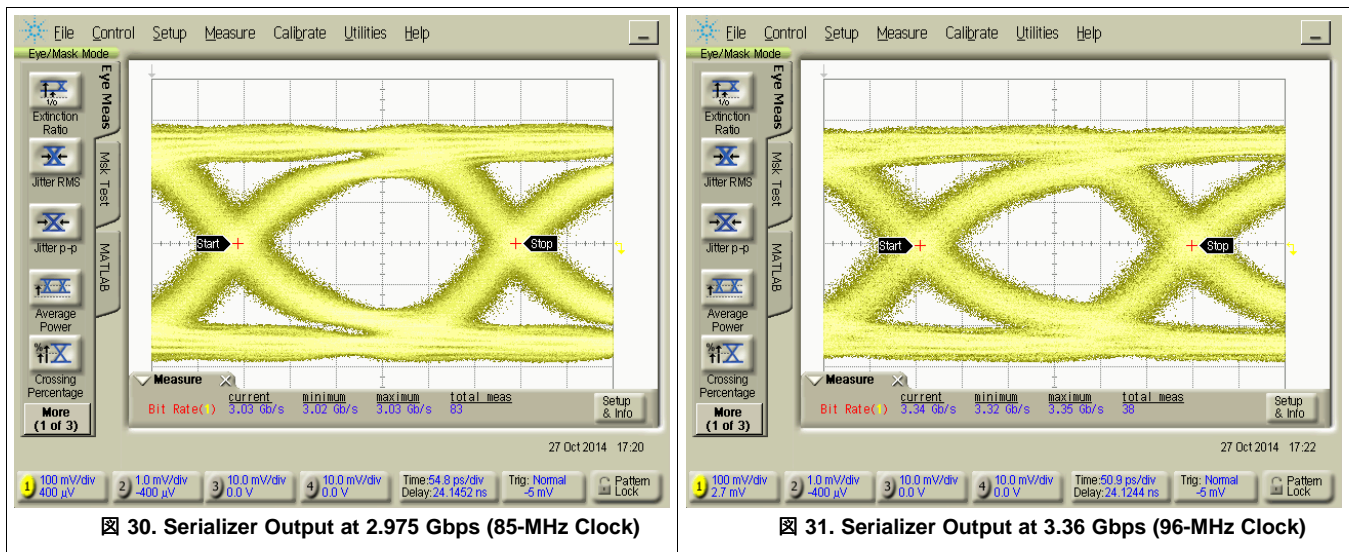 File Control Setup Measure Calibrate Utilities Help
Eye/Mask Mode
Extinction
Ratio
Jitter RMS
Jitter p-p
Average
Power
Crossing
Percentage
More
(1 of 3)
Eye Meas
Msk Test
MATLAB
Start
Stop
Measure
current minimum maximum total meas
Bit Rate(1) 3.03 Gb/s 3.02 Gb/s 3.03 Gb/s 83
Setup
& Info
27 Oct 2014 17:20
1 100 mV/div
400 µV
2 1.0 mV/div
-400 µV
3 10.0 mV/div
0.0 V
4 10.0 mV/div
0.0 V
Time:54.8 ps/div
Delay:24.1452 ns
Trig: Normal
-5 mV
Pattern
Lock
図 30. Serializer Output at 2.975 Gbps (85-MHz Clock)
File Control Setup Measure Calibrate Utilities Help
Eye/Mask Mode
Extinction
Ratio
Jitter RMS
Jitter p-p
Average
Power
Crossing
Percentage
More
(1 of 3)
Eye Meas
Msk Test
MATLAB
Start
Stop
Measure
current minimum maximum total meas
Bit Rate(1) 3.34 Gb/s 3.32 Gb/s 3.35 Gb/s 38
Setup
& Info
27 Oct 2014 17:22
1 100 mV/div
2.7 mV
2 1.0 mV/div
-400 µV
3 10.0 mV/div
0.0 V
4 10.0 mV/div
0.0 V
Time:50.9 ps/div
Delay:24.1244 ns
Trig: Normal
-5 mV
Pattern
Lock
図 31. Serializer Output at 3.36 Gbps (96-MHz Clock)